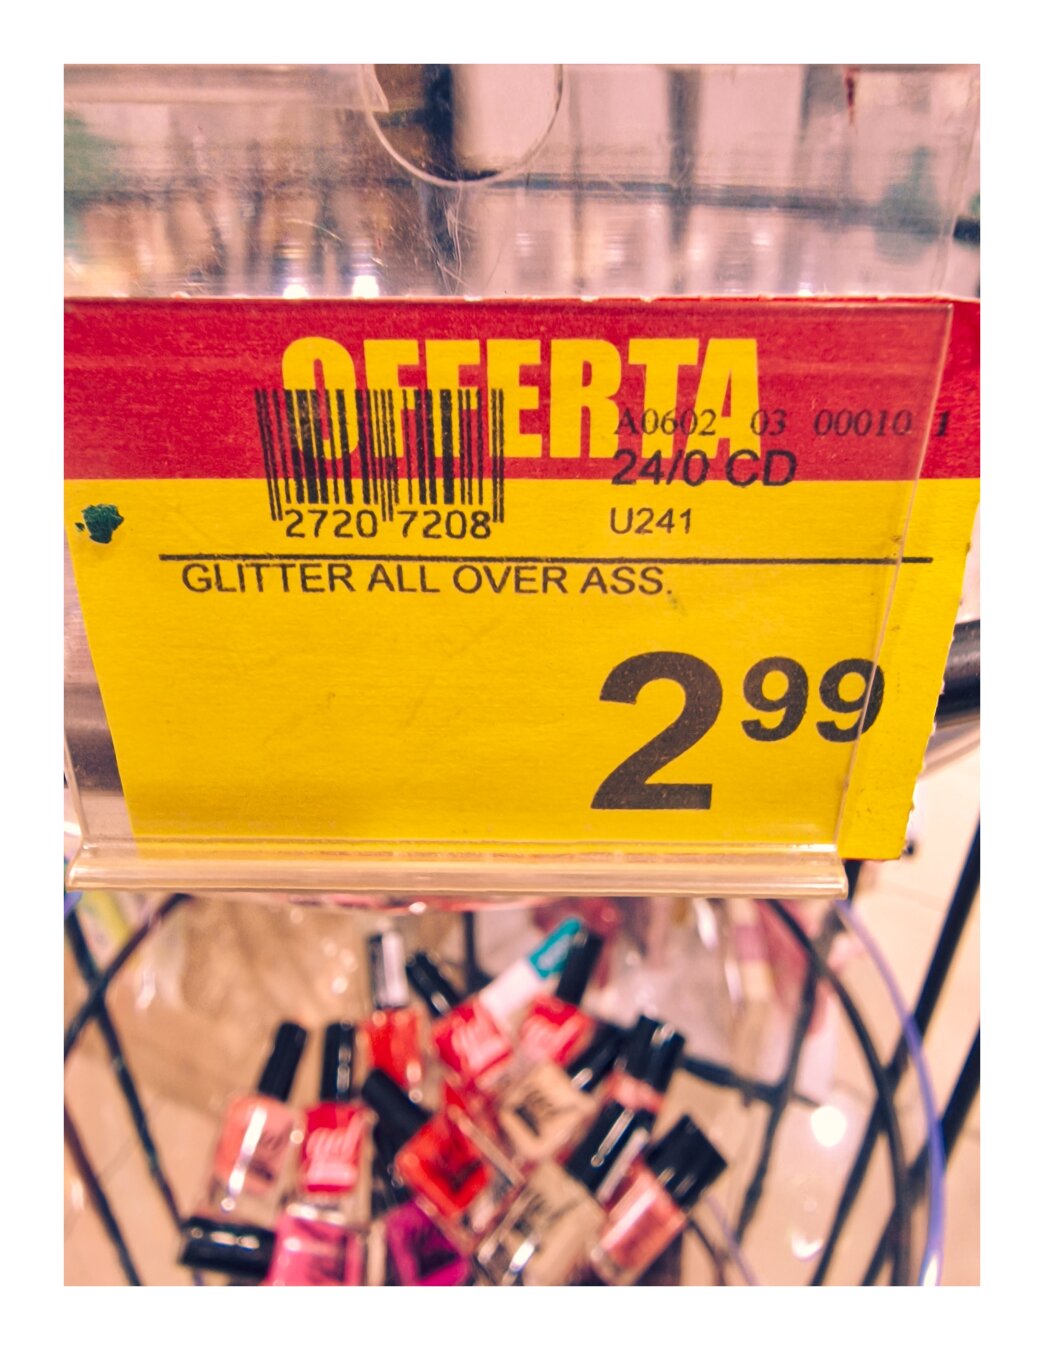 OFFERTA
A0602 03 00010 1
24/0 CD
2720 7208
U241
GLITTER ALL OVER ASS.
2 99